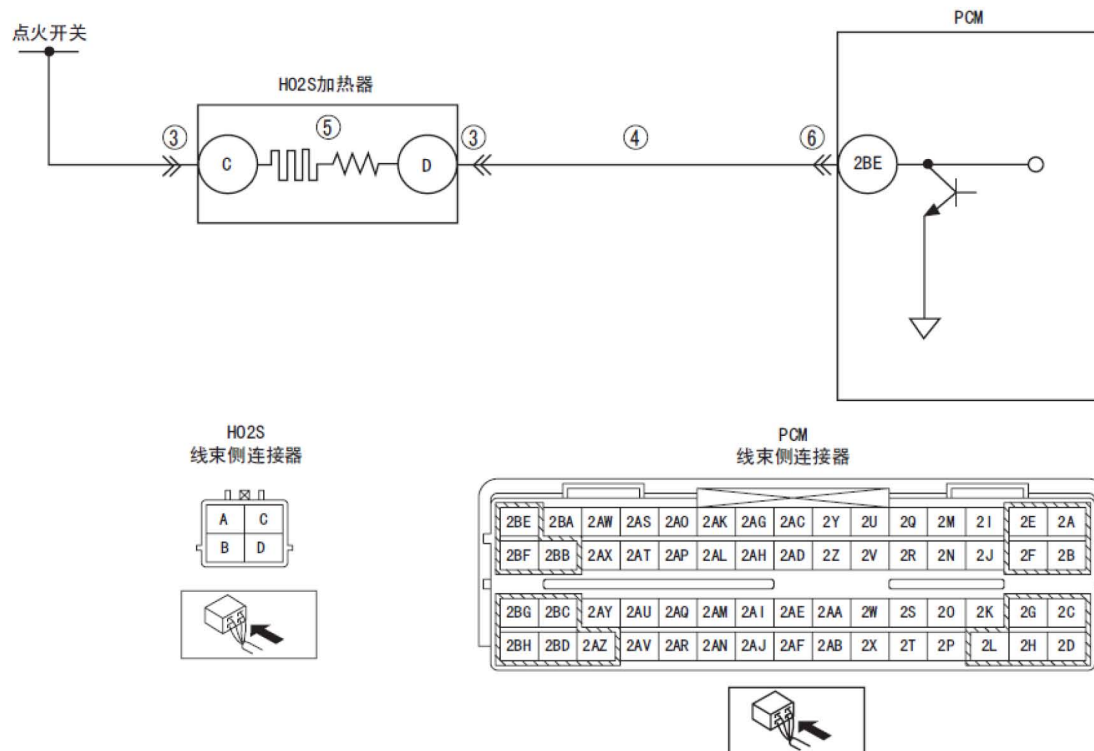 PCM
点火开关
HO2S加热器
③ ⑤ ③ ④ ⑥
C D 2BE
HO2S
线束侧连接器
PCM
线束侧连接器
A C
B D
2BE 2BA 2AW 2AS 2AO 2AK 2AG 2AC 2Y 2U 2Q 2M 2I 2E 2A
2BF 2BB 2AX 2AT 2AP 2AL 2AH 2AD 2Z 2V 2R 2N 2J 2F 2B
2BG 2BC 2AY 2AU 2AQ 2AM 2AI 2AE 2AA 2W 2S 2O 2K 2G 2C
2BH 2BD 2AZ 2AV 2AR 2AN 2AJ 2AF 2AB 2X 2T 2P 2L 2H 2D